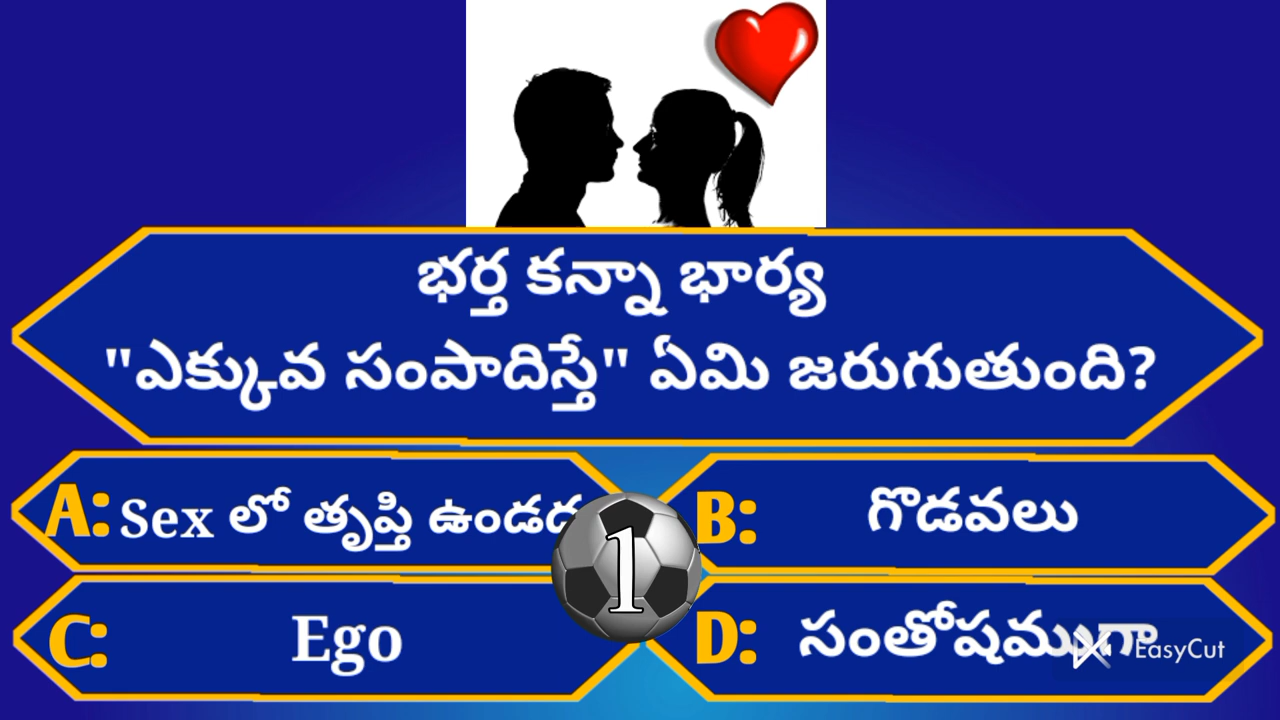 భర్త కన్నా భార్య
"ఎక్కువ సంపాదిస్తే" ఏమి జరుగుతుంది?
A: Sex లో తృప్తి
B: గొడవలు
1
C: Ego
D: సంతోషముగా
EasyCut